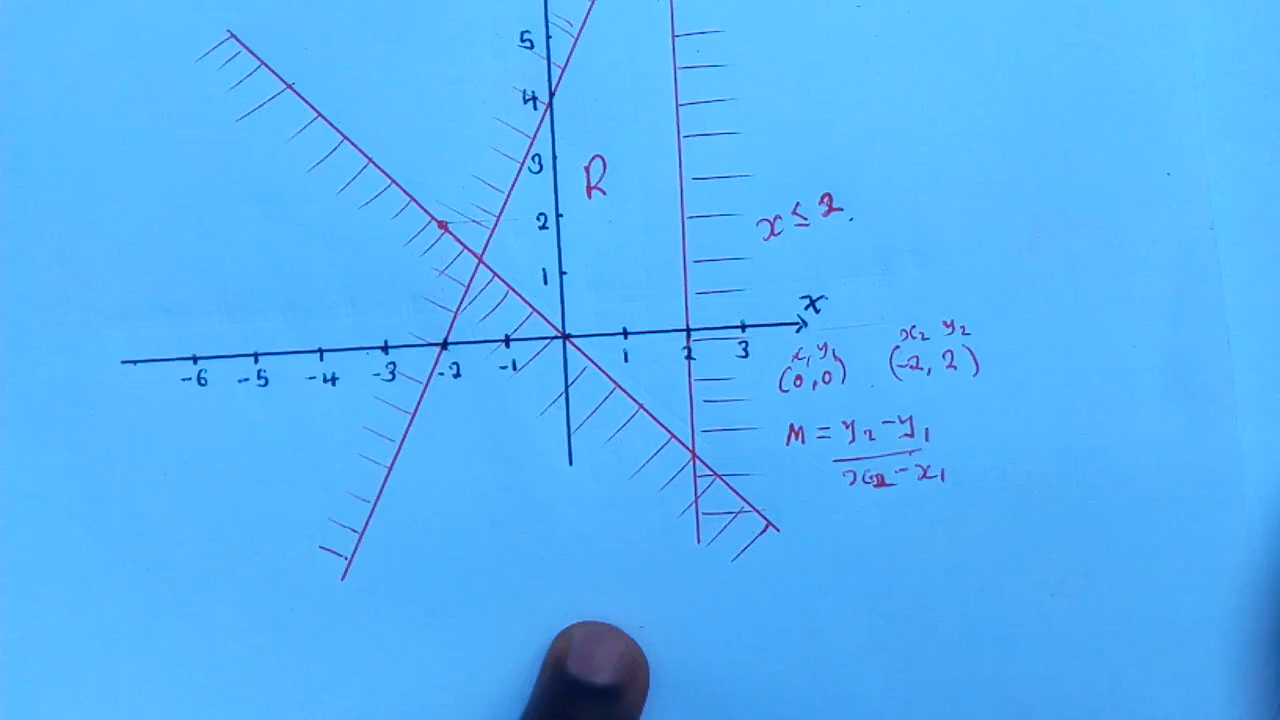 5
4
3
R
2
x ≤ 2.
1
x
-6 -5 -4 -3 -2 -1 1 2 3
x₁ y₁ x₂ y₂
(0,0) (-2, 2)
M = y₂ - y₁
x₂ - x₁